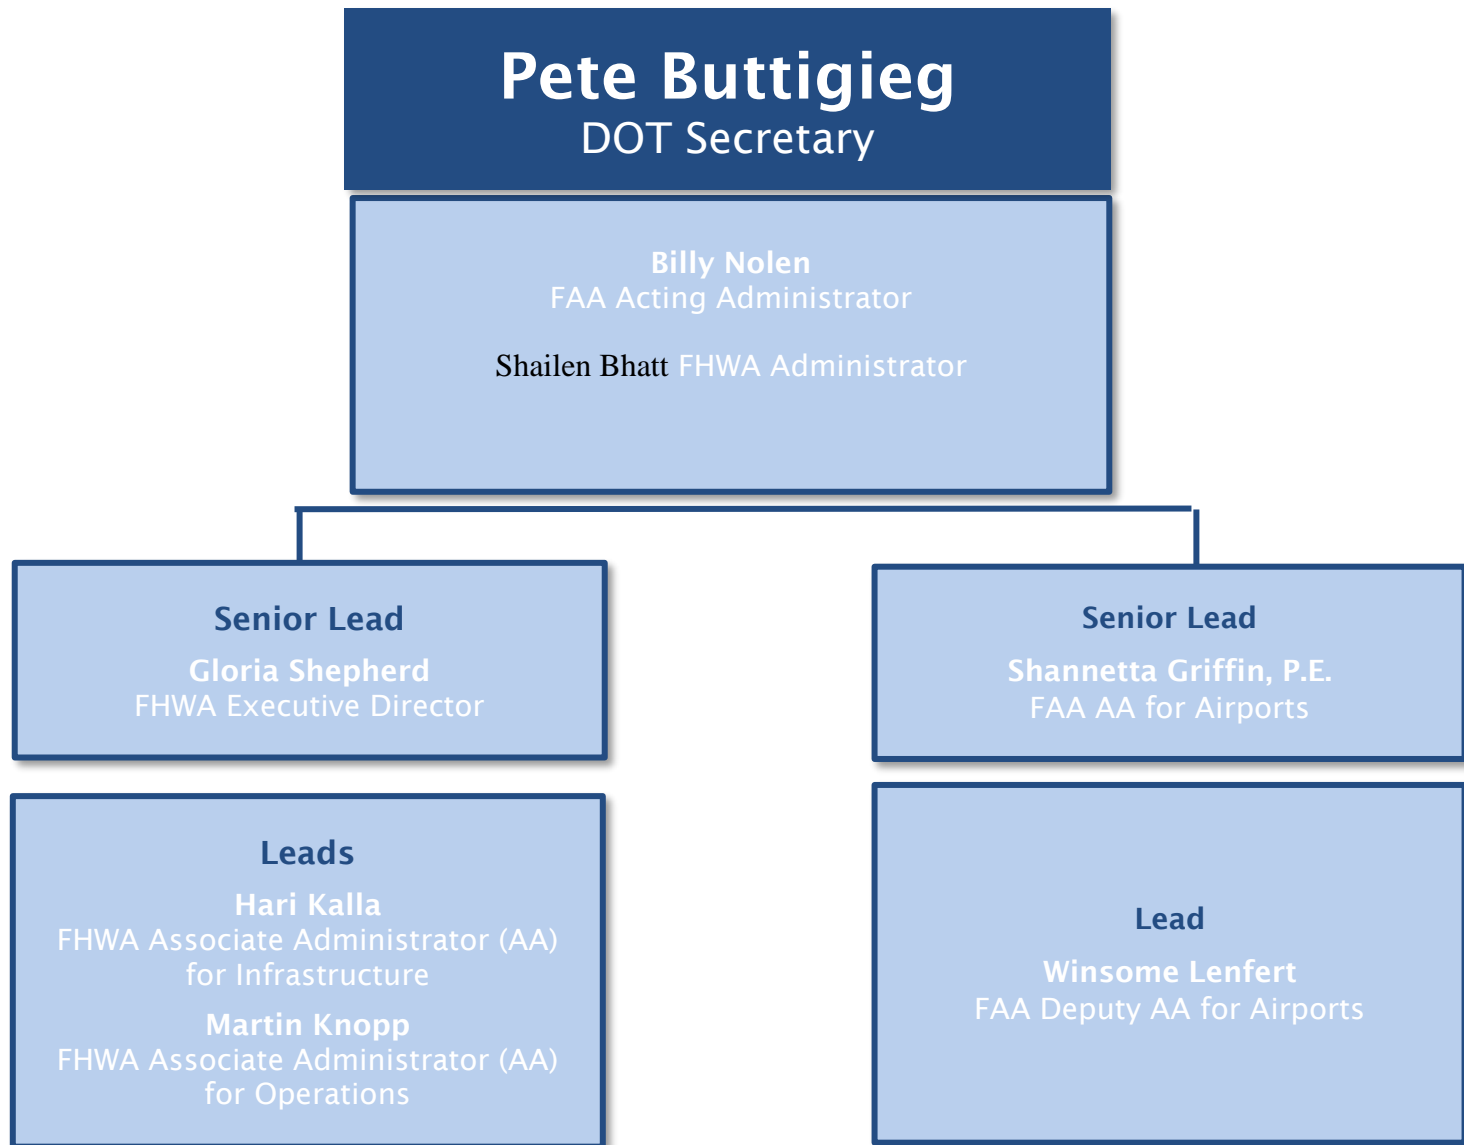 Pete Buttigieg
DOT Secretary
Billy Nolen
FAA Acting Administrator
Shailen Bhatt FHWA Administrator
Senior Lead
Gloria Shepherd
FHWA Executive Director
Senior Lead
Shannetta Griffin, P.E.
FAA AA for Airports
Leads
Hari Kalla
FHWA Associate Administrator (AA)
for Infrastructure
Martin Knopp
FHWA Associate Administrator (AA)
for Operations
Lead
Winsome Lenfert
FAA Deputy AA for Airports